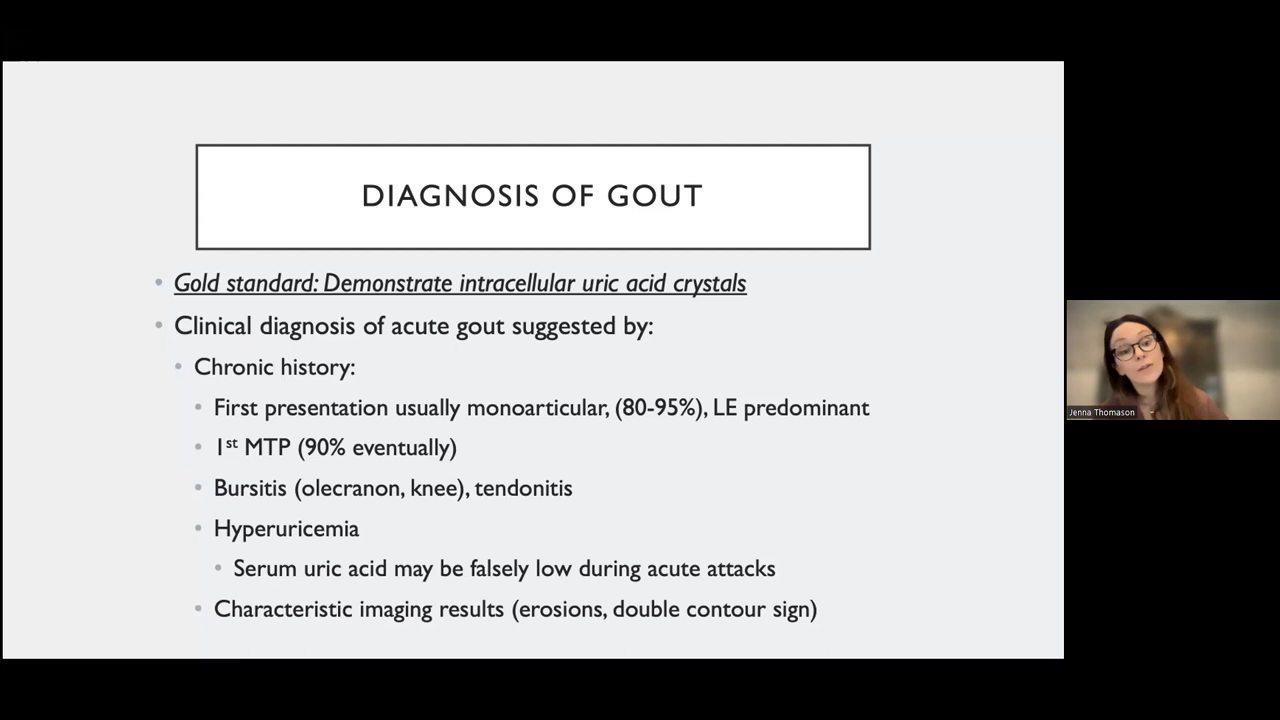 DIAGNOSIS OF GOUT
Gold standard: Demonstrate intracellular uric acid crystals
Clinical diagnosis of acute gout suggested by:
Chronic history:
First presentation usually monoarticular, (80-95%), LE predominant
1st MTP (90% eventually)
Bursitis (olecranon, knee), tendonitis
Hyperuricemia
Serum uric acid may be falsely low during acute attacks
Characteristic imaging results (erosions, double contour sign)
Jenna Thomason